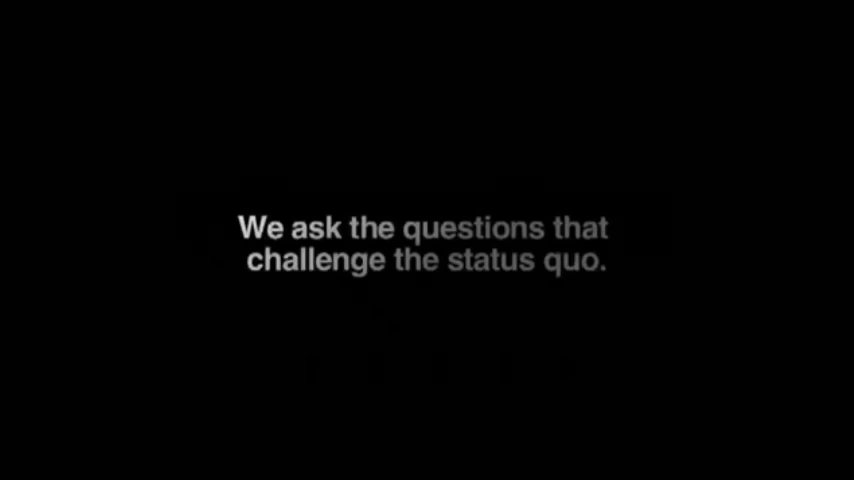 We ask the questions that
challenge the status quo.